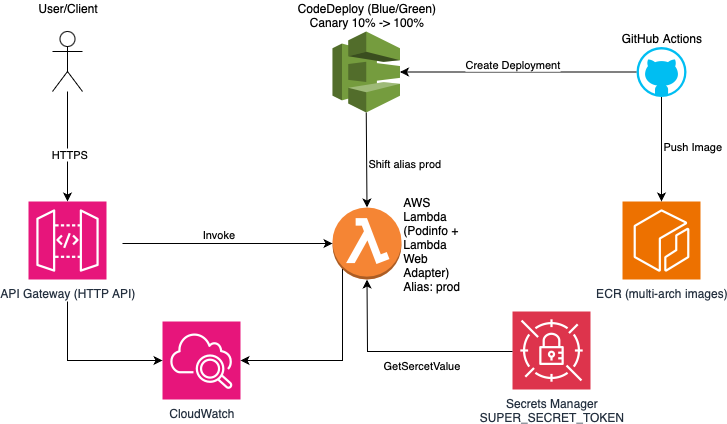 User/Client
CodeDeploy (Blue/Green)
Canary 10% -> 100%
GitHub Actions
Create Deployment
HTTPS
Shift alias prod
Push Image
AWS
Lambda
(Podinfo +
Lambda
Web
Adapter)
Alias: prod
Invoke
API Gateway (HTTP API)
ECR (multi-arch images)
GetSercetValue
CloudWatch
Secrets Manager
SUPER_SECRET_TOKEN